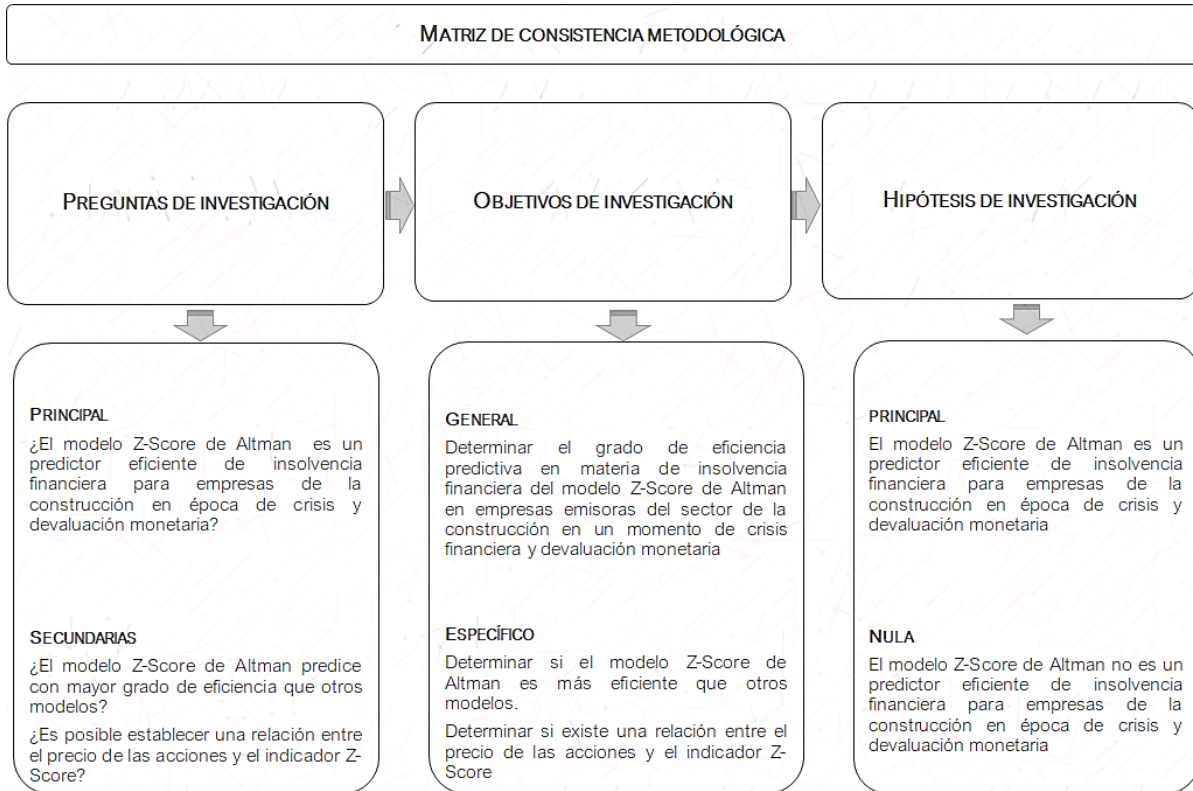 MATRIZ DE CONSISTENCIA METODOLÓGICA
PREGUNTAS DE INVESTIGACIÓN
OBJETIVOS DE INVESTIGACIÓN
HIPÓTESIS DE INVESTIGACIÓN
PRINCIPAL
¿El modelo Z-Score de Altman es un
predictor eficiente de insolvencia
financiera para empresas de la
construcción en época de crisis y
devaluación monetaria?
SECUNDARIAS
¿El modelo Z-Score de Altman predice
con mayor grado de eficiencia que otros
modelos?
¿Es posible establecer una relación entre
el precio de las acciones y el indicador Z-
Score?
GENERAL
Determinar el grado de eficiencia
predictiva en materia de insolvencia
financiera del modelo Z-Score de Altman
en empresas emisoras del sector de la
construcción en un momento de crisis
financiera y devaluación monetaria
ESPECÍFICO
Determinar si el modelo Z-Score de
Altman es más eficiente que otros
modelos.
Determinar si existe una relación entre el
precio de las acciones y el indicador Z-
Score
PRINCIPAL
El modelo Z-Score de Altman es un
predictor eficiente de insolvencia
financiera para empresas de la
construcción en época de crisis y
devaluación monetaria
NULA
El modelo Z-Score de Altman no es un
predictor eficiente de insolvencia
financiera para empresas de la
construcción en época de crisis y
devaluación monetaria